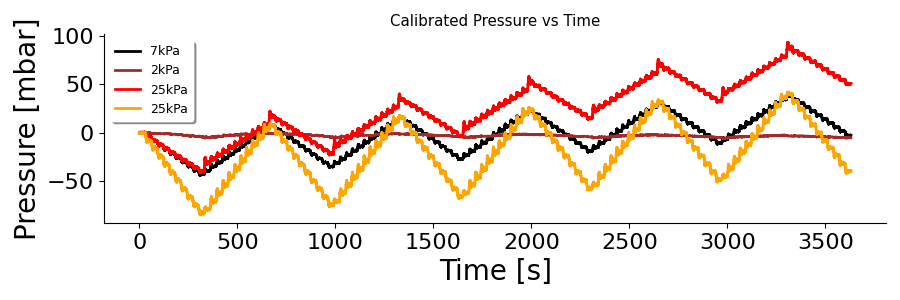 Calibrated Pressure vs Time
Pressure [mbar]
100
50
0
−50
7kPa
2kPa
25kPa
25kPa
0 500 1000 1500 2000 2500 3000 3500
Time [s]